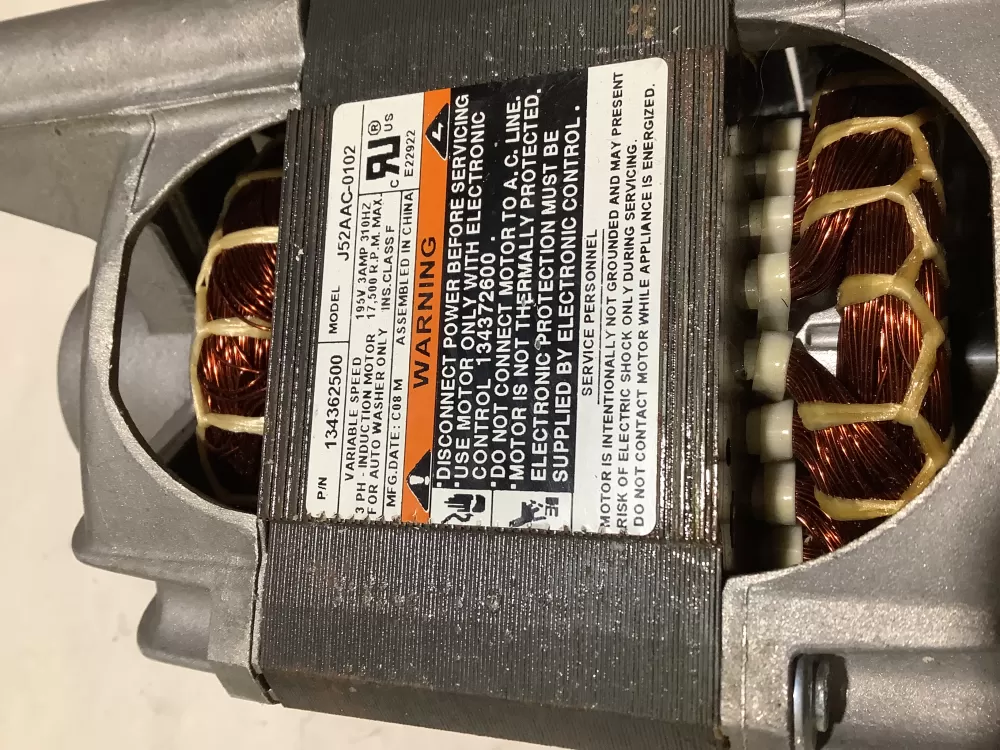 P/N 134362500
MODEL J52AAC-0102
VARIABLE SPEED
3 PH - INDUCTION MOTOR
FOR AUTO WASHER ONLY
195V 3AMP 310HZ
17,500 R.P.M. MAX.
INS.CLASS F
MFG.DATE: C08 M
ASSEMBLED IN CHINA
C RU® US
E22922
WARNING
*DISCONNECT POWER BEFORE SERVICING
*USE MOTOR ONLY WITH ELECTRONIC
CONTROL 134372600 .
*DO NOT CONNECT MOTOR TO A.C. LINE.
*MOTOR IS NOT THERMALLY PROTECTED.
ELECTRONIC PROTECTION MUST BE
SUPPLIED BY ELECTRONIC CONTROL.
SERVICE PERSONNEL
MOTOR IS INTENTIONALLY NOT GROUNDED AND MAY PRESENT
RISK OF ELECTRIC SHOCK ONLY DURING SERVICING.
DO NOT CONTACT MOTOR WHILE APPLIANCE IS ENERGIZED.